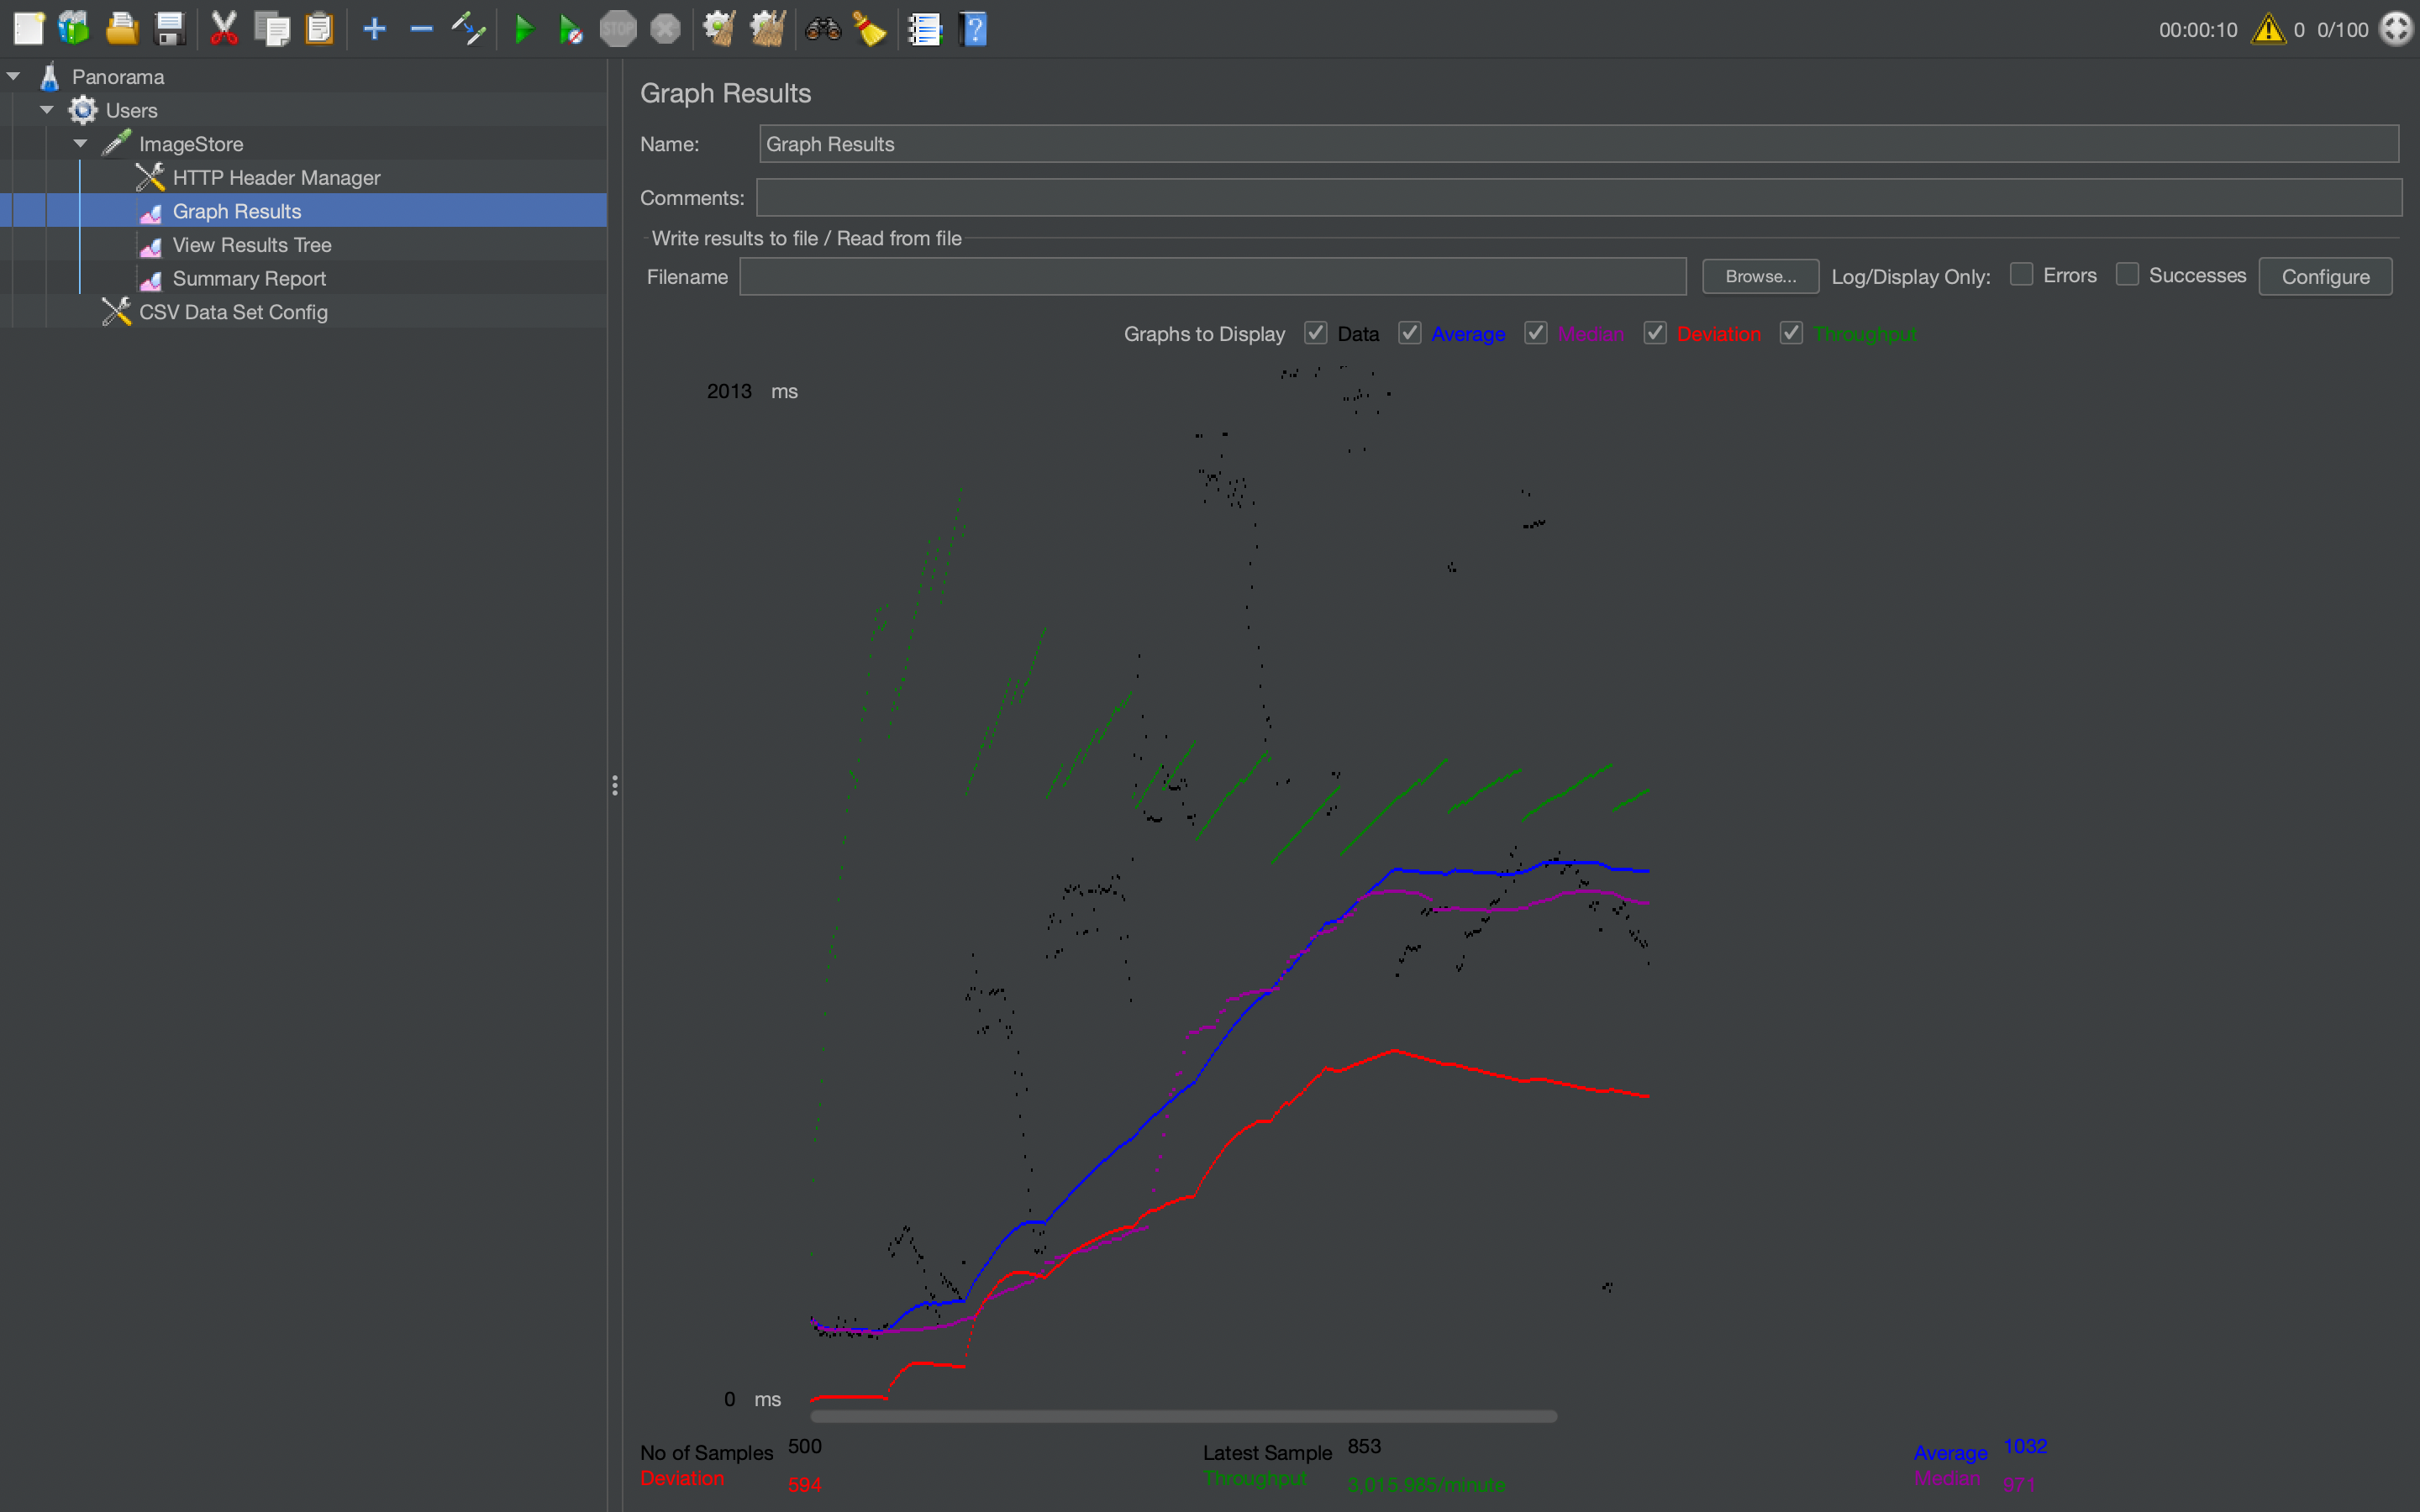 STOP
00:00:10 0 0/100
Panorama
Users
ImageStore
HTTP Header Manager
Graph Results
View Results Tree
Summary Report
CSV Data Set Config
Graph Results
Name: Graph Results
Comments:
Write results to file / Read from file
Filename Browse... Log/Display Only: Errors Successes Configure
Graphs to Display Data Average Median Deviation Throughput
2013 ms
0 ms
No of Samples 500 Latest Sample 853 Average 1032
Deviation 594 Throughput 3,015.985/minute Median 971